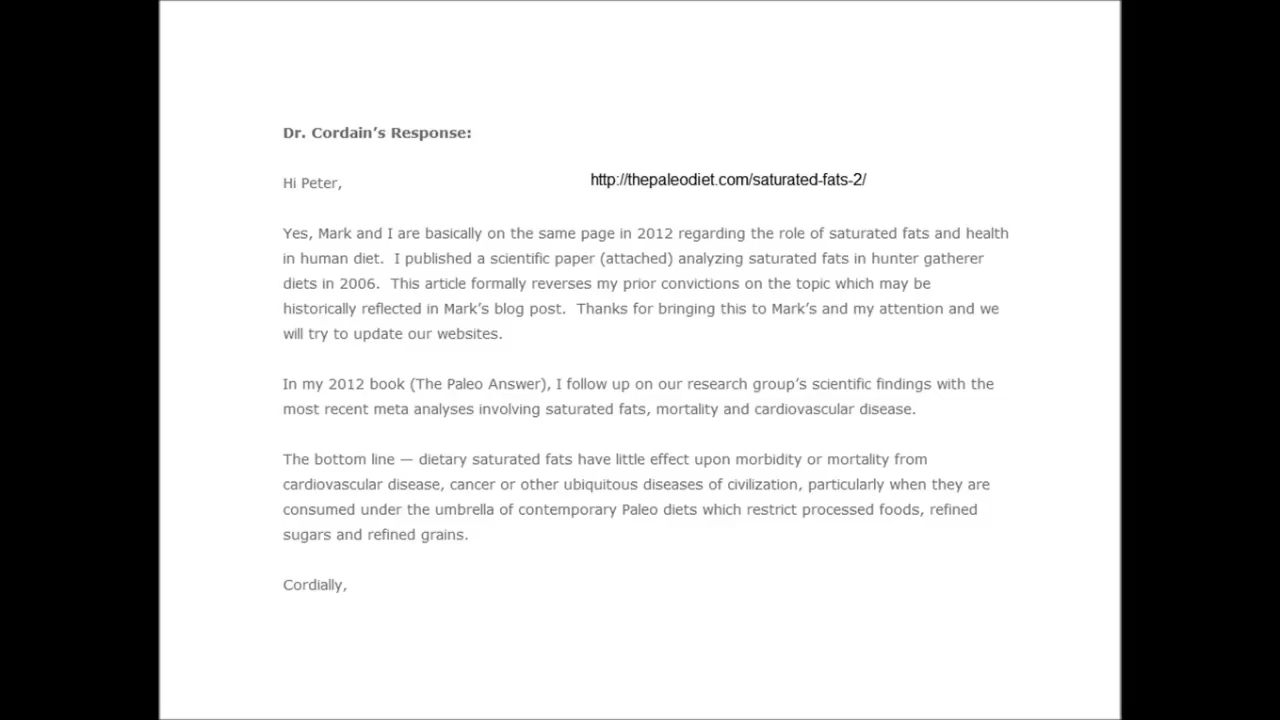 Dr. Cordain’s Response:
Hi Peter,
http://thepaleodiet.com/saturated-fats-2/
Yes, Mark and I are basically on the same page in 2012 regarding the role of saturated fats and health
in human diet.  I published a scientific paper (attached) analyzing saturated fats in hunter gatherer
diets in 2006.  This article formally reverses my prior convictions on the topic which may be
historically reflected in Mark’s blog post.  Thanks for bringing this to Mark’s and my attention and we
will try to update our websites.
In my 2012 book (The Paleo Answer), I follow up on our research group’s scientific findings with the
most recent meta analyses involving saturated fats, mortality and cardiovascular disease.
The bottom line — dietary saturated fats have little effect upon morbidity or mortality from
cardiovascular disease, cancer or other ubiquitous diseases of civilization, particularly when they are
consumed under the umbrella of contemporary Paleo diets which restrict processed foods, refined
sugars and refined grains.
Cordially,